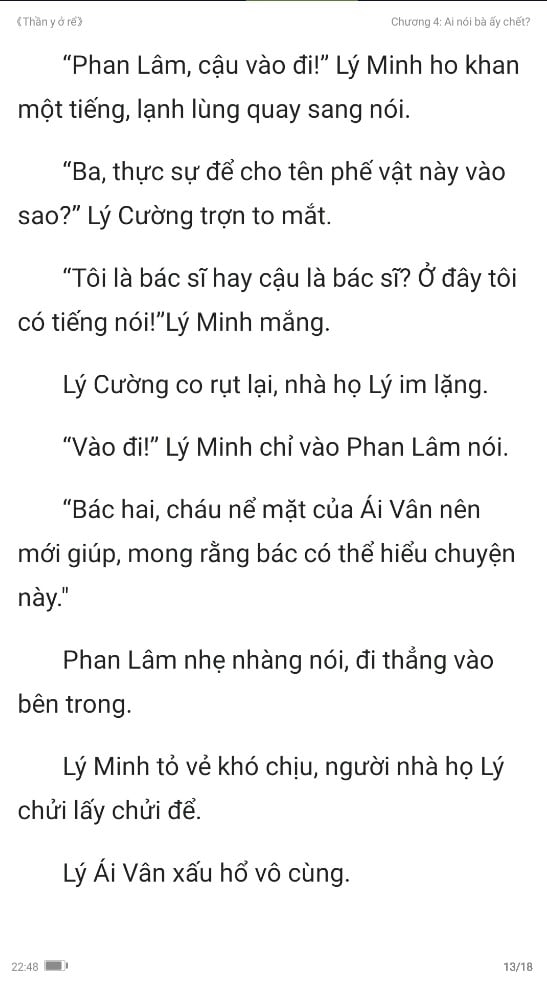 《Thần y ở rể》
Chương 4: Ai nói bà ấy chết?
“Phan Lâm, cậu vào đi!” Lý Minh ho khan
một tiếng, lạnh lùng quay sang nói.
“Ba, thực sự để cho tên phế vật này vào
sao?” Lý Cường trợn to mắt.
“Tôi là bác sĩ hay cậu là bác sĩ? Ở đây tôi
có tiếng nói!”Lý Minh mắng.
Lý Cường co rụt lại, nhà họ Lý im lặng.
“Vào đi!” Lý Minh chỉ vào Phan Lâm nói.
“Bác hai, cháu nể mặt của Ái Vân nên
mới giúp, mong rằng bác có thể hiểu chuyện
này."
Phan Lâm nhẹ nhàng nói, đi thẳng vào
bên trong.
Lý Minh tỏ vẻ khó chịu, người nhà họ Lý
chửi lấy chửi để.
Lý Ái Vân xấu hổ vô cùng.
22:48
13/18